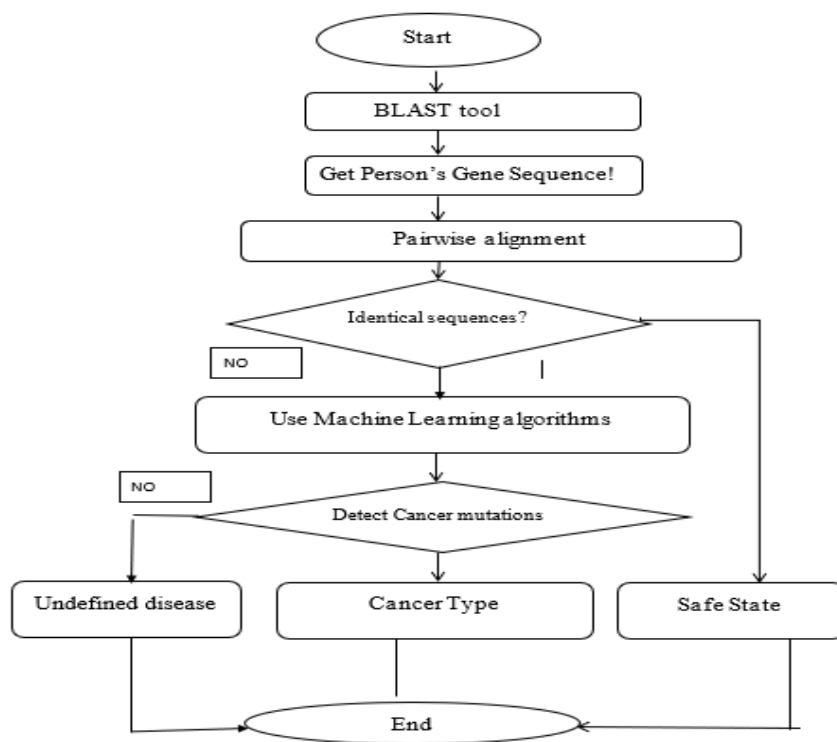 Start
BLAST tool
Get Person's Gene Sequence!
Pairwise alignment
Identical sequences?
NO
Use Machine Learning algorithms
NO
Detect Cancer mutations
Undefined disease
Cancer Type
Safe State
End